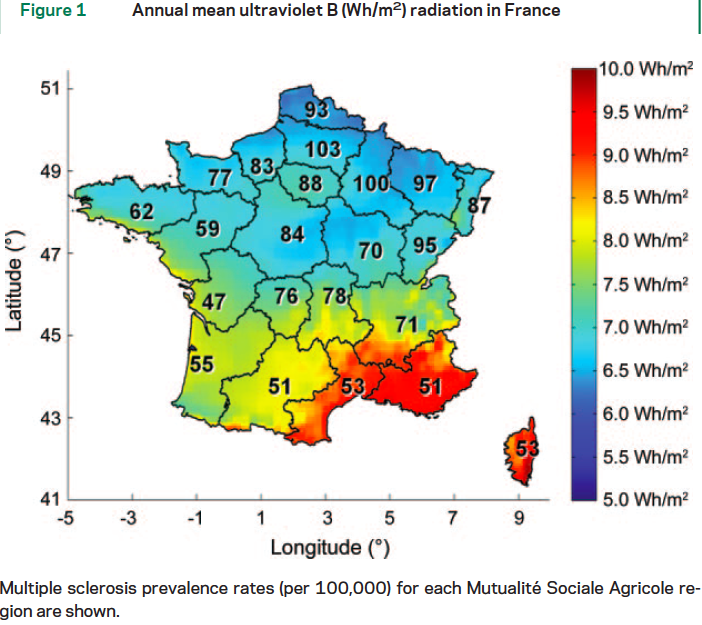 Figure 1 Annual mean ultraviolet B (Wh/m²) radiation in France
51
49
47
45
43
41
Latitude (°)
-5 -3 -1 1 3 5 7 9
Longitude (°)
93
103
83
77
88
100
97
87
62
59
84
70
95
47
76
78
71
55
51
53
51
53
10.0 Wh/m²
9.5 Wh/m²
9.0 Wh/m²
8.5 Wh/m²
8.0 Wh/m²
7.5 Wh/m²
7.0 Wh/m²
6.5 Wh/m²
6.0 Wh/m²
5.5 Wh/m²
5.0 Wh/m²
Multiple sclerosis prevalence rates (per 100,000) for each Mutualité Sociale Agricole re-
gion are shown.